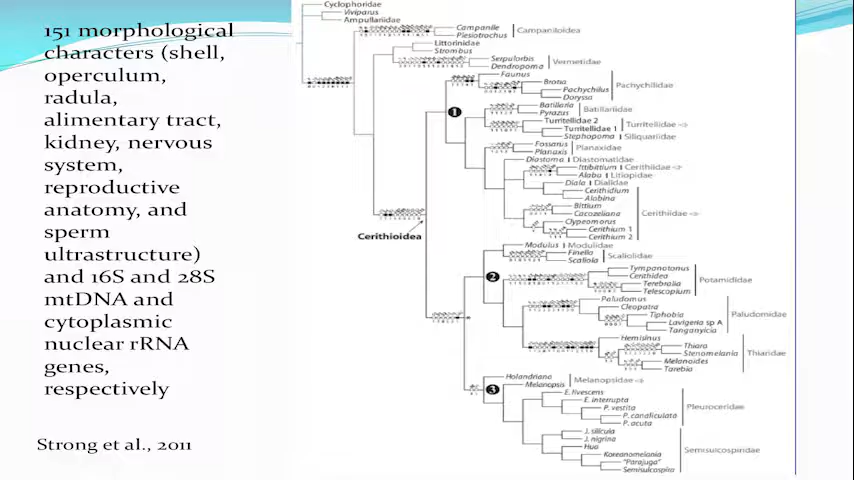 151 morphological
characters (shell,
operculum,
radula,
alimentary tract,
kidney, nervous
system,
reproductive
anatomy, and
sperm
ultrastructure)
and 16S and 28S
mtDNA and
cytoplasmic
nuclear rRNA
genes,
respectively
Strong et al., 2011
Cyclophoridae
Viviparus
Ampullariidae
Campanile
Plesiotrochus
Campaniloidea
Littorinidae
Strombus
Serpulorbis
Dendropoma
Vermetidae
Faunus
Brotia
Pachychilus
Doryssa
Pachychilidae
1
Batillaria
Pyrazus
Batillariidae
Turritellidae 2
Turritellidae 1
Turritellidae
Stephopoma
Siliquariidae
Fossarus
Planaxis
Planaxidae
Diastoma
Diastomatidae
Ittibittium
Cerithiidae
Alaba
Litiopidae
Diala
Dialidae
Cerithidium
Alabina
Bittium
Cacozeliana
Clypeomorus
Cerithium 1
Cerithium 2
Cerithiidae
Cerithioidea
Modulus
Modulidae
Finella
Scaliola
Scaliolidae
2
Tympanotonus
Cerithidea
Terebralia
Telescopium
Potamididae
Paludomus
Cleopatra
Tiphobia
Lavigeria sp A
Tanganyicia
Paludomidae
Hemisinus
Thiara
Stenomelania
Melanoides
Tarebia
Thiaridae
Holandriana
Melanopsis
Melanopsidae
3
E. livescens
E. interrupta
P. vestita
P. canaliculata
P. acuta
Pleuroceridae
J. silicula
J. nigrina
Hua
Koreanomelania
"Parajuga"
Semisulcospira
Semisulcospiridae